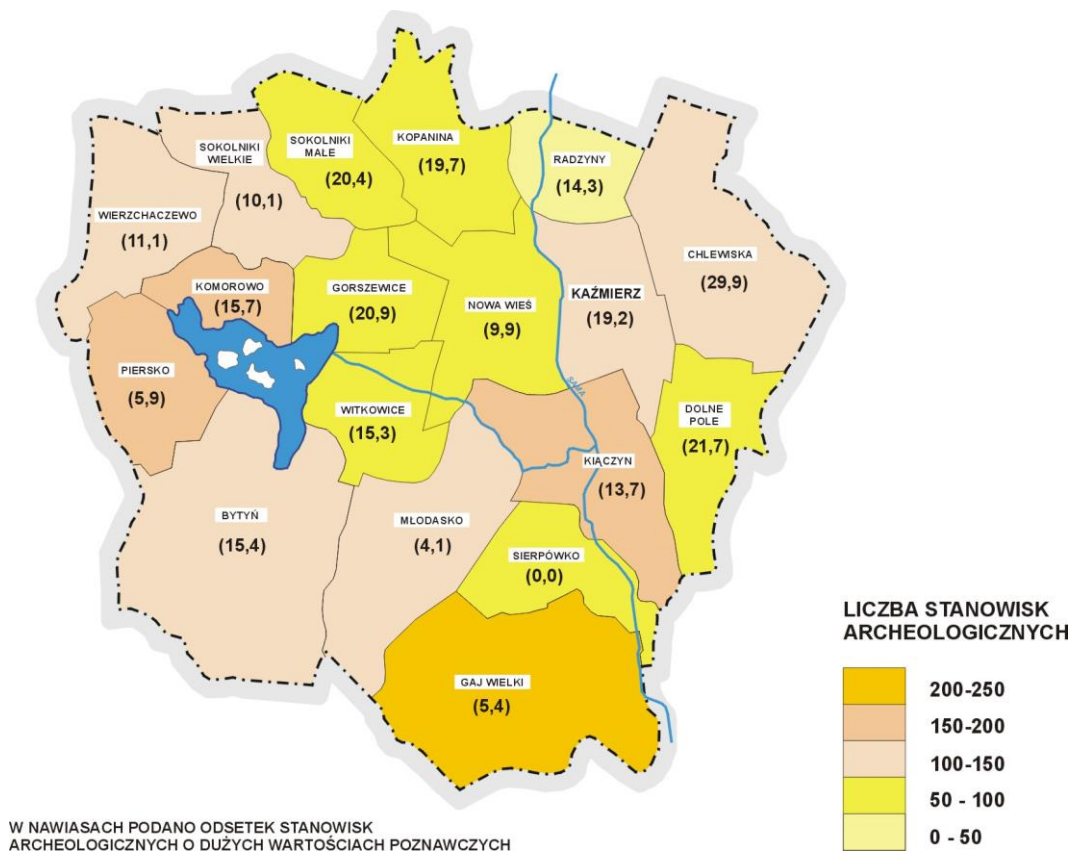 KOPANINA
(19,7)
SOKOLNIKI
MAŁE
(20,4)
SOKOLNIKI
WIELKIE
(10,1)
RADZYNY
(14,3)
WIERZCHACZEWO
(11,1)
CHLEWISKA
(29,9)
KOMOROWO
(15,7)
GORSZEWICE
(20,9)
NOWA WIEŚ
(9,9)
KAŹMIERZ
(19,2)
PIERSKO
(5,9)
SAMA
WITKOWICE
(15,3)
DOLNE
POLE
(21,7)
KIĄCZYN
(13,7)
BYTYŃ
(15,4)
MŁODASKO
(4,1)
SIERPÓWKO
(0,0)
GAJ WIELKI
(5,4)
LICZBA STANOWISK
ARCHEOLOGICZNYCH
200-250
150-200
100-150
50 - 100
0 - 50
W NAWIASACH PODANO ODSETEK STANOWISK
ARCHEOLOGICZNYCH O DUŻYCH WARTOŚCIACH POZNAWCZYCH